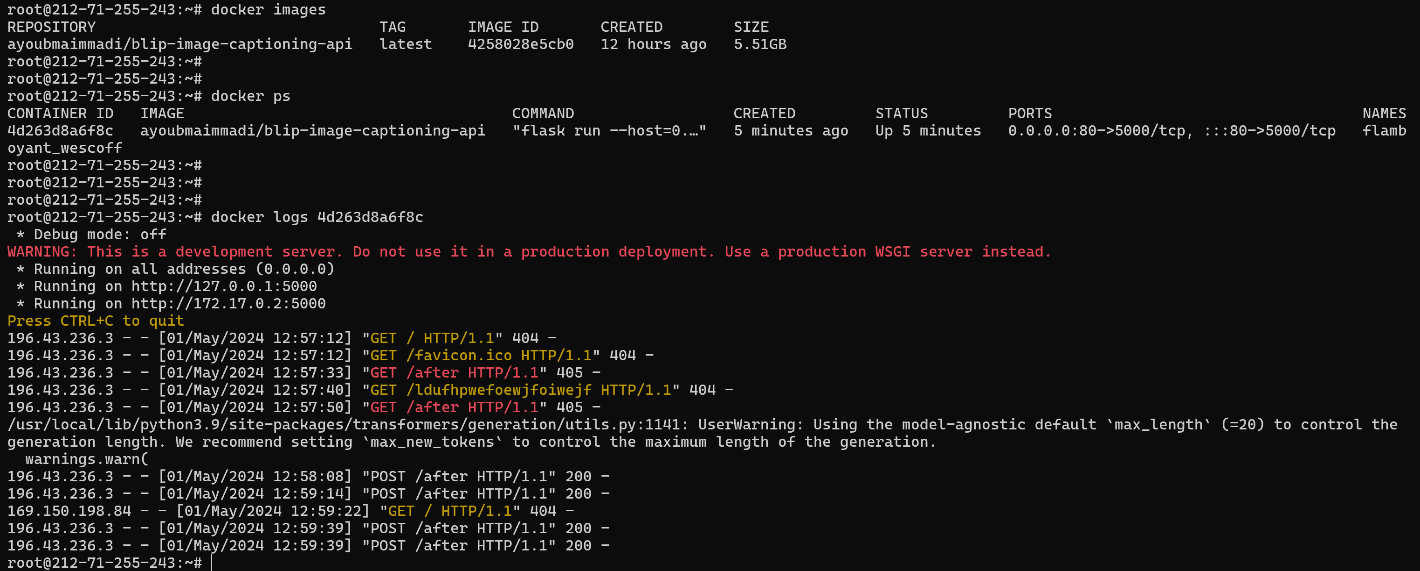 root@212-71-255-243:~# docker images
REPOSITORY                                TAG       IMAGE ID       CREATED        SIZE
ayoubmaimmadi/blip-image-captioning-api   latest    4258028e5cb0   12 hours ago   5.51GB
root@212-71-255-243:~#
root@212-71-255-243:~#
root@212-71-255-243:~# docker ps
CONTAINER ID   IMAGE                                     COMMAND                  CREATED         STATUS         PORTS                                   NAMES
4d263d8a6f8c   ayoubmaimmadi/blip-image-captioning-api   "flask run --host=0.…"   5 minutes ago   Up 5 minutes   0.0.0.0:80->5000/tcp, :::80->5000/tcp   flamb
oyant_wescoff
root@212-71-255-243:~#
root@212-71-255-243:~#
root@212-71-255-243:~#
root@212-71-255-243:~# docker logs 4d263d8a6f8c
 * Debug mode: off
WARNING: This is a development server. Do not use it in a production deployment. Use a production WSGI server instead.
 * Running on all addresses (0.0.0.0)
 * Running on http://127.0.0.1:5000
 * Running on http://172.17.0.2:5000
Press CTRL+C to quit
196.43.236.3 - - [01/May/2024 12:57:12] "GET / HTTP/1.1" 404 -
196.43.236.3 - - [01/May/2024 12:57:12] "GET /favicon.ico HTTP/1.1" 404 -
196.43.236.3 - - [01/May/2024 12:57:33] "GET /after HTTP/1.1" 405 -
196.43.236.3 - - [01/May/2024 12:57:40] "GET /ldufhpwefoewjfoiwejf HTTP/1.1" 404 -
196.43.236.3 - - [01/May/2024 12:57:50] "GET /after HTTP/1.1" 405 -
/usr/local/lib/python3.9/site-packages/transformers/generation/utils.py:1141: UserWarning: Using the model-agnostic default `max_length` (=20) to control the
generation length. We recommend setting `max_new_tokens` to control the maximum length of the generation.
  warnings.warn(
196.43.236.3 - - [01/May/2024 12:58:08] "POST /after HTTP/1.1" 200 -
196.43.236.3 - - [01/May/2024 12:59:14] "POST /after HTTP/1.1" 200 -
169.150.198.84 - - [01/May/2024 12:59:22] "GET / HTTP/1.1" 404 -
196.43.236.3 - - [01/May/2024 12:59:39] "POST /after HTTP/1.1" 200 -
196.43.236.3 - - [01/May/2024 12:59:39] "POST /after HTTP/1.1" 200 -
root@212-71-255-243:~#